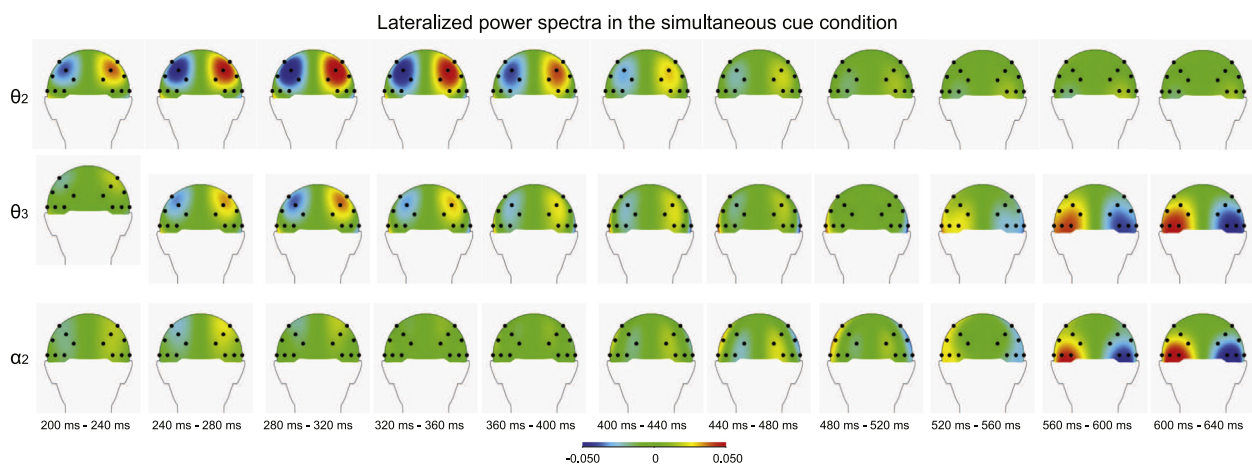 Lateralized power spectra in the simultaneous cue condition
θ2
θ3
α2
200 ms - 240 ms 240 ms - 280 ms 280 ms - 320 ms 320 ms - 360 ms 360 ms - 400 ms 400 ms - 440 ms 440 ms - 480 ms 480 ms - 520 ms 520 ms - 560 ms 560 ms - 600 ms 600 ms - 640 ms
-0.050 0 0.050